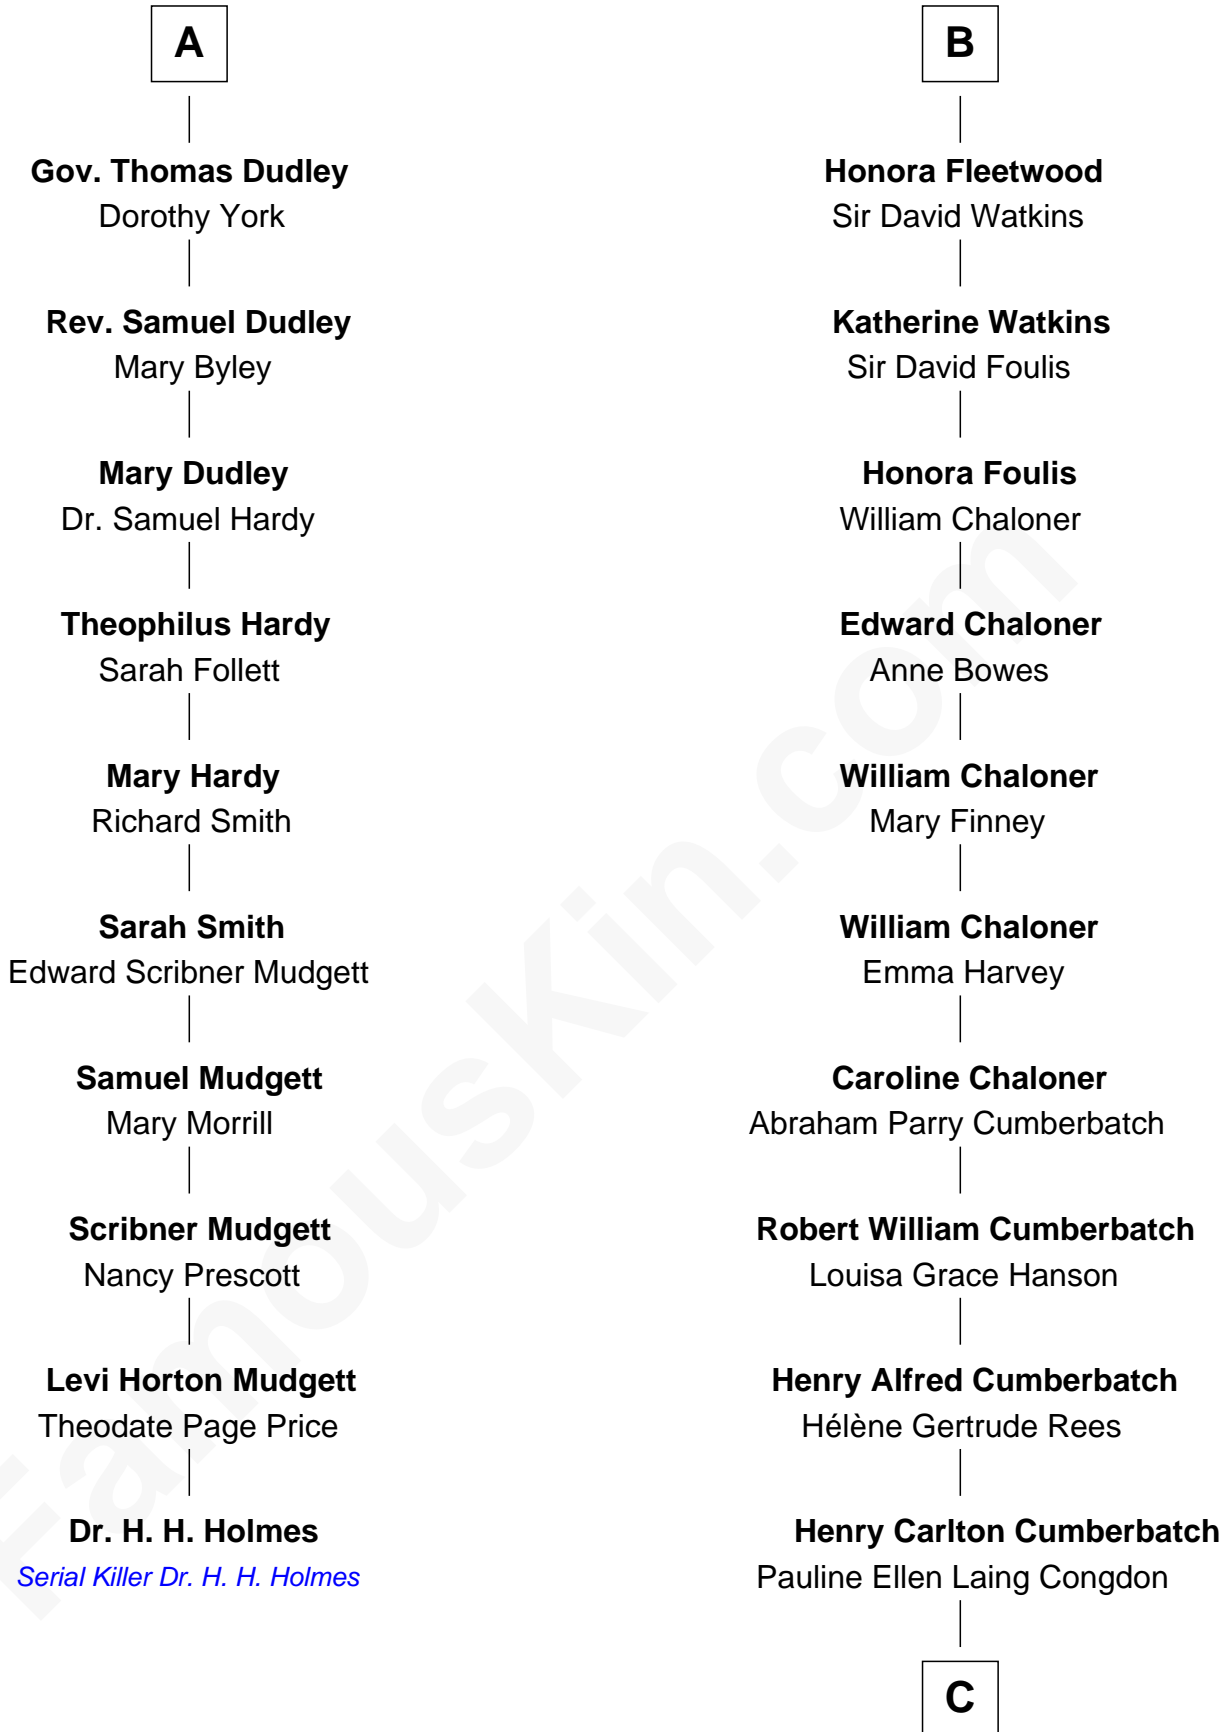 A
Gov. Thomas Dudley
Dorothy York
Rev. Samuel Dudley
Mary Byley
Mary Dudley
Dr. Samuel Hardy
Theophilus Hardy
Sarah Follett
Mary Hardy
Richard Smith
Sarah Smith
Edward Scribner Mudgett
Samuel Mudgett
Mary Morrill
Scribner Mudgett
Nancy Prescott
Levi Horton Mudgett
Theodate Page Price
Dr. H. H. Holmes
Serial Killer Dr. H. H. Holmes
B
Honora Fleetwood
Sir David Watkins
Katherine Watkins
Sir David Foulis
Honora Foulis
William Chaloner
Edward Chaloner
Anne Bowes
William Chaloner
Mary Finney
William Chaloner
Emma Harvey
Caroline Chaloner
Abraham Parry Cumberbatch
Robert William Cumberbatch
Louisa Grace Hanson
Henry Alfred Cumberbatch
Hélène Gertrude Rees
Henry Carlton Cumberbatch
Pauline Ellen Laing Congdon
C
FamousKin.com